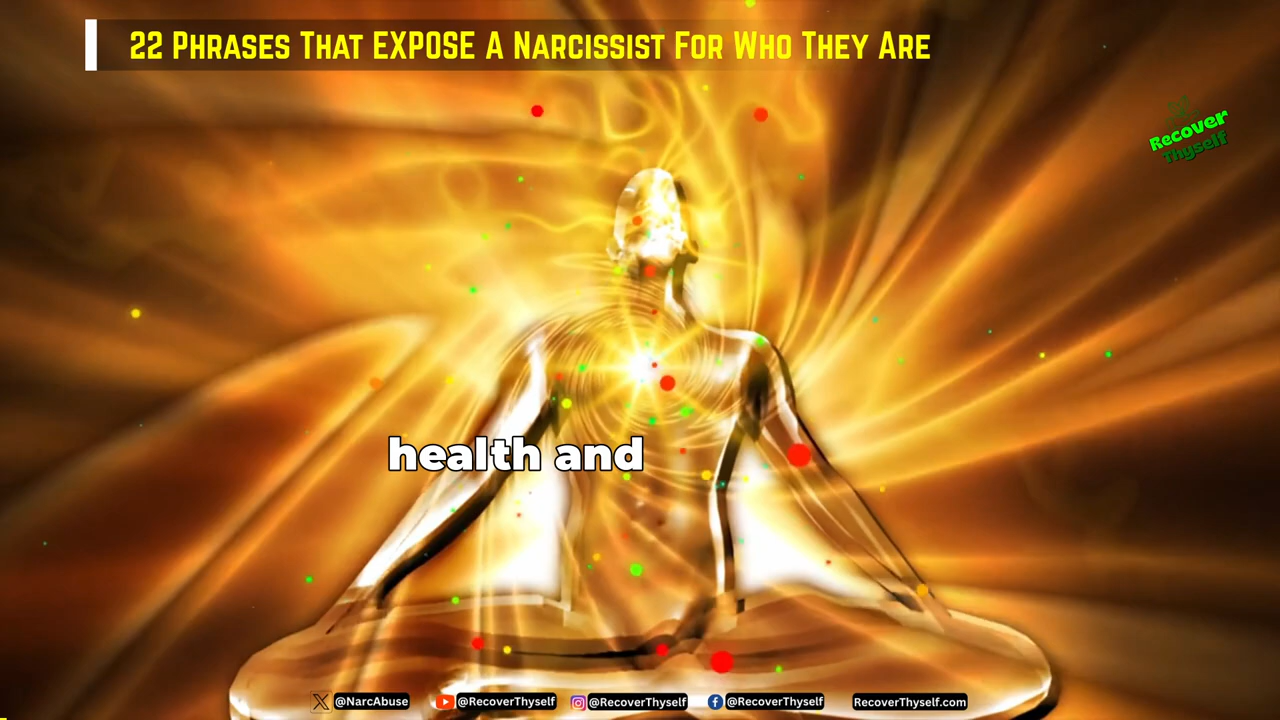 22 Phrases That EXPOSE A Narcissist For Who They Are
Recover
Thyself
health and
@NarcAbuse @RecoverThyself @RecoverThyself @RecoverThyself RecoverThyself.com